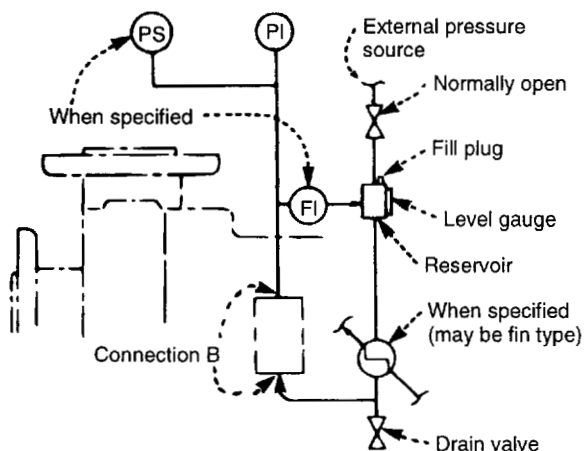 PS
PI
External pressure
source
Normally open
When specified
Fill plug
FI
Level gauge
Reservoir
When specified
(may be fin type)
Connection B
Drain valve